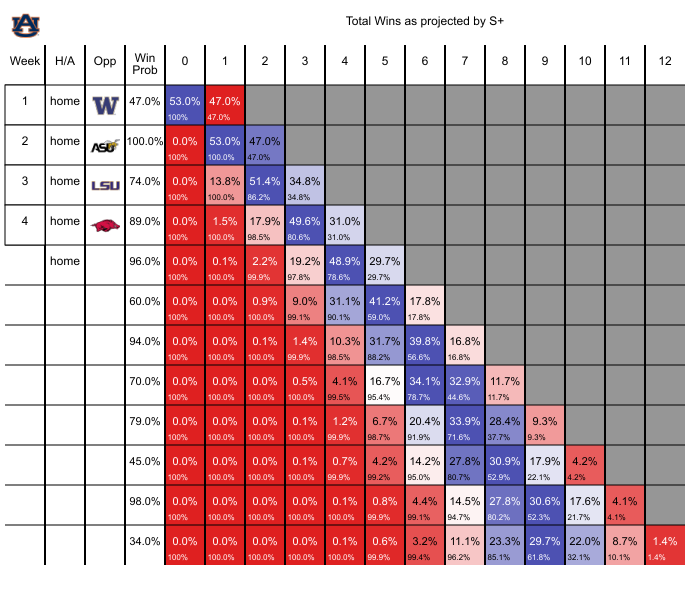 Total Wins as projected by S+
Week H/A Opp Win Prob 0 1 2 3 4 5 6 7 8 9 10 11 12
1 home W 47.0% 53.0% 47.0%
100% 47.0%
2 home ASU 100.0% 0.0% 53.0% 47.0%
100% 100.0% 47.0%
3 home LSU 74.0% 0.0% 13.8% 51.4% 34.8%
100% 100.0% 86.2% 34.8%
4 home 89.0% 0.0% 1.5% 17.9% 49.6% 31.0%
100% 100.0% 98.5% 80.6% 31.0%
home 96.0% 0.0% 0.1% 2.2% 19.2% 48.9% 29.7%
100% 100.0% 99.9% 97.8% 78.6% 29.7%
60.0% 0.0% 0.0% 0.9% 9.0% 31.1% 41.2% 17.8%
100% 100.0% 100.0% 99.1% 90.1% 59.0% 17.8%
94.0% 0.0% 0.0% 0.1% 1.4% 10.3% 31.7% 39.8% 16.8%
100% 100.0% 100.0% 99.9% 98.5% 88.2% 56.6% 16.8%
70.0% 0.0% 0.0% 0.0% 0.5% 4.1% 16.7% 34.1% 32.9% 11.7%
100% 100.0% 100.0% 100.0% 99.5% 95.4% 78.7% 44.6% 11.7%
79.0% 0.0% 0.0% 0.0% 0.1% 1.2% 6.7% 20.4% 33.9% 28.4% 9.3%
100% 100.0% 100.0% 100.0% 99.9% 98.7% 91.9% 71.6% 37.7% 9.3%
45.0% 0.0% 0.0% 0.0% 0.1% 0.7% 4.2% 14.2% 27.8% 30.9% 17.9% 4.2%
100% 100.0% 100.0% 100.0% 99.9% 99.2% 95.0% 80.7% 52.9% 22.1% 4.2%
98.0% 0.0% 0.0% 0.0% 0.0% 0.1% 0.8% 4.4% 14.5% 27.8% 30.6% 17.6% 4.1%
100% 100.0% 100.0% 100.0% 100.0% 99.9% 99.1% 94.7% 80.2% 52.3% 21.7% 4.1%
34.0% 0.0% 0.0% 0.0% 0.0% 0.1% 0.6% 3.2% 11.1% 23.3% 29.7% 22.0% 8.7% 1.4%
100% 100.0% 100.0% 100.0% 100.0% 99.9% 99.4% 96.2% 85.1% 61.8% 32.1% 10.1% 1.4%